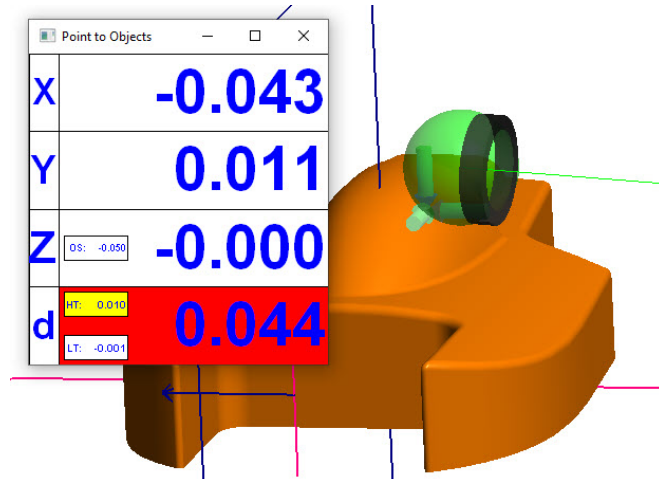 Point to Objects
X -0.043
Y 0.011
Z OS: -0.050 -0.000
d HT: 0.010 0.044
LT: -0.001